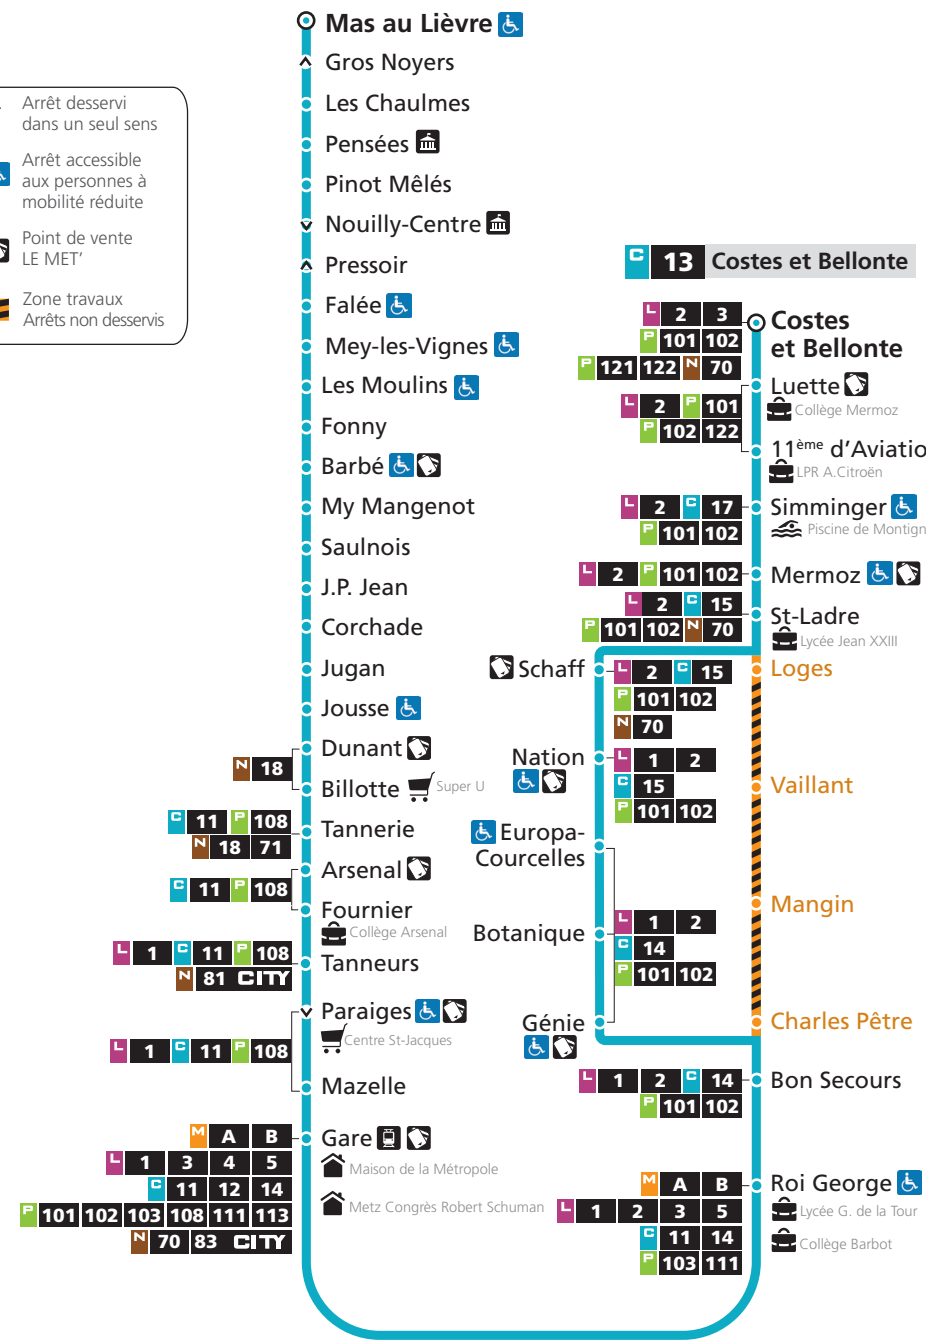 Arrêt desservi
dans un seul sens
Arrêt accessible
aux personnes à
mobilité réduite
Point de vente
LE MET'
Zone travaux
Arrêts non desservis
Mas au Lièvre
Gros Noyers
Les Chaulmes
Pensées
Pinot Mêlés
Nouilly-Centre
Pressoir
Falée
Mey-les-Vignes
Les Moulins
Fonny
Barbé
My Mangenot
Saulnois
J.P. Jean
Corchade
Jugan
Jousse
Dunant
N 18
Billotte Super U
C 11 P 108
N 18 71
Tannerie
Arsenal
C 11 P 108
Fournier
Collège Arsenal
L 1 C 11 P 108
N 81 CITY
Tanneurs
Paraiges
Centre St-Jacques
L 1 C 11 P 108
Mazelle
M A B
L 1 3 4 5
C 11 12 14
P 101 102 103 108 111 113
N 70 83 CITY
Gare
Maison de la Métropole
Metz Congrès Robert Schuman
C 13 Costes et Bellonte
L 2 3
P 101 102
P 121 122 N 70
Costes
et Bellonte
Luette
Collège Mermoz
L 2 P 101
P 102 122
11ème d'Aviatio
LPR A.Citroën
L 2 C 17
P 101 102
Simminger
Piscine de Montign
L 2 P 101 102
Mermoz
L 2 C 15
P 101 102 N 70
St-Ladre
Lycée Jean XXIII
Schaff
L 2 C 15
P 101 102
N 70
Loges
Nation
L 1 2
C 15
P 101 102
Vaillant
Europa-
Courcelles
Botanique
L 1 2
C 14
P 101 102
Mangin
Génie
Charles Pêtre
L 1 2 C 14
P 101 102
Bon Secours
M A B
L 1 2 3 5
C 11 14
P 103 111
Roi George
Lycée G. de la Tour
Collège Barbot